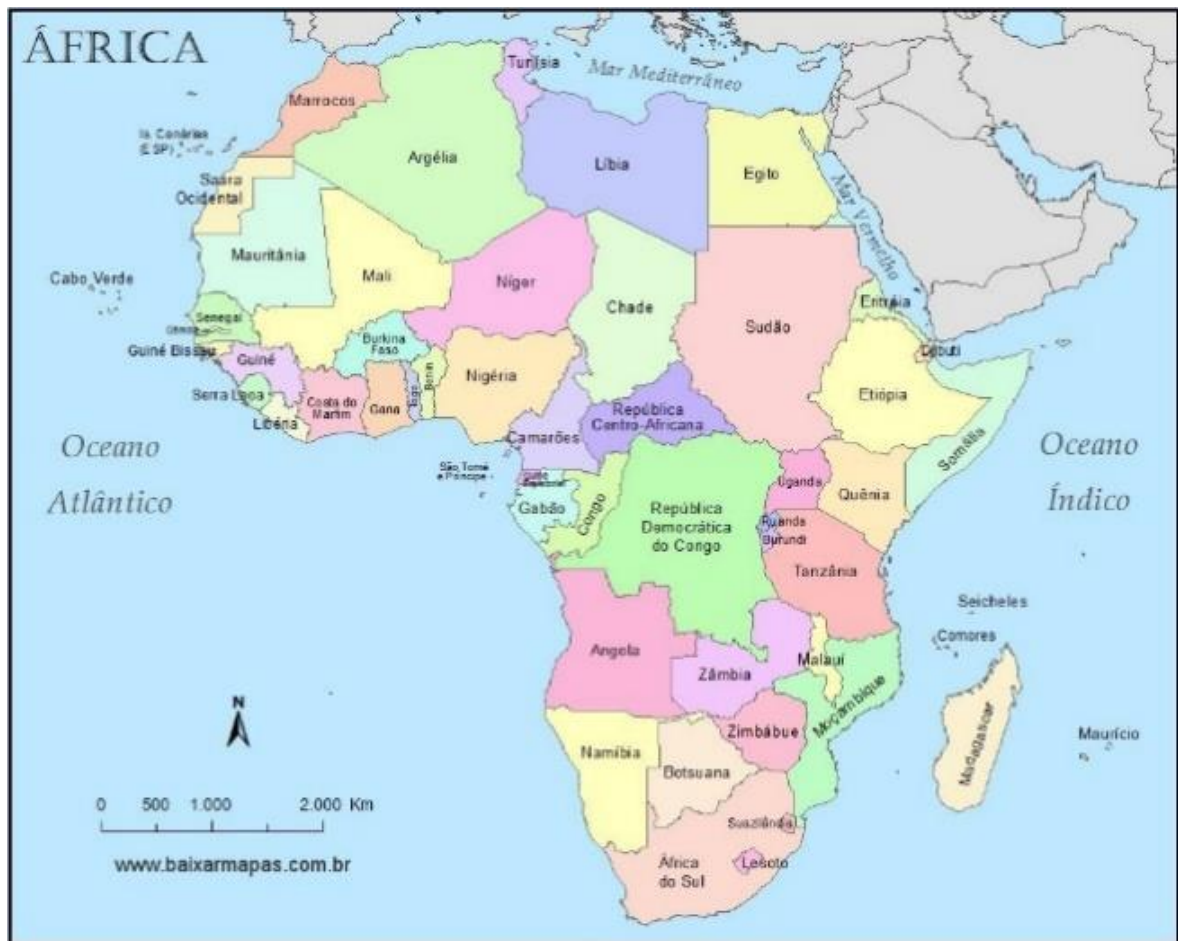 ÁFRICA
Tunísia
Mar Mediterrâneo
Marrocos
Is. Canárias
(ESP)
Argélia
Líbia
Egito
Saara
Ocidental
Mar Vermelho
Mauritânia
Mali
Níger
Chade
Sudão
Eritréia
Cabo Verde
Senegal
Guiné Bissau
Guiné
Burkina
Faso
Nigéria
Benin
Togo
Djibuti
Etiópia
Somália
Serra Leoa
Libéria
Costa do
Marfim
Gana
Camarões
República
Centro-Africana
Oceano
Atlântico
Oceano
Índico
São Tomé
e Príncipe
Gabão
Congo
República
Democrática
do Congo
Uganda
Quênia
Ruanda
Burundi
Tanzânia
Seicheles
Comores
Angola
Zâmbia
Malauí
Moçambique
Zimbábue
Madagascar
Maurício
Namíbia
Botsuana
Suazilândia
Lesoto
África
do Sul
N
0 500 1.000 2.000 Km
www.baixarmapas.com.br